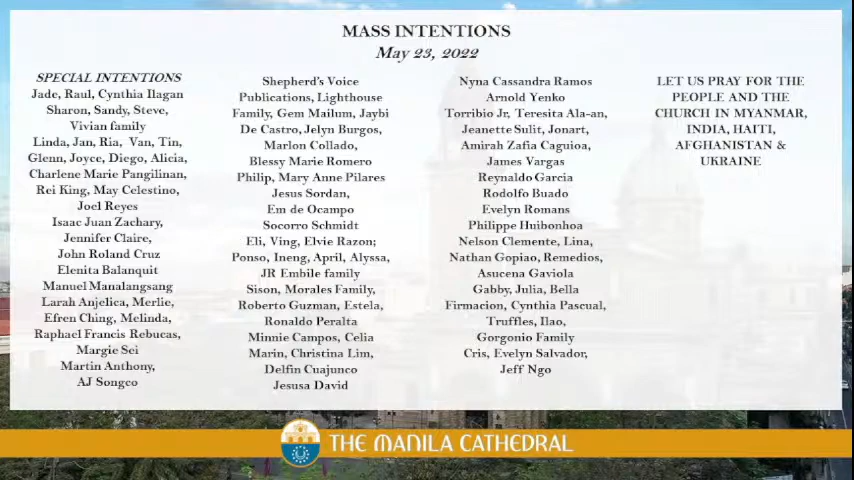 MASS INTENTIONS
May 23, 2022
SPECIAL INTENTIONS
Jade, Raul, Cynthia Ilagan
Sharon, Sandy, Steve,
Vivian family
Linda, Jan, Ria, Van, Tin,
Glenn, Joyce, Diego, Alicia,
Charlene Marie Pangilinan,
Rei King, May Celestino,
Joel Reyes
Isaac Juan Zachary,
Jennifer Claire,
John Roland Cruz
Elenita Balanquit
Manuel Manalangsang
Larah Anjelica, Merlie,
Efren Ching, Melinda,
Raphael Francis Rebucas,
Margie Sei
Martin Anthony,
AJ Songco
Shepherd's Voice
Publications, Lighthouse
Family, Gem Mailum, Jaybi
De Castro, Jelyn Burgos,
Marlon Collado,
Blessy Marie Romero
Philip, Mary Anne Pilares
Jesus Sordan,
Em de Ocampo
Socorro Schmidt
Eli, Ving, Elvie Razon;
Ponso, Ineng, April, Alyssa,
JR Embile family
Sison, Morales Family,
Roberto Guzman, Estela,
Ronaldo Peralta
Minnie Campos, Celia
Marin, Christina Lim,
Delfin Cuajunco
Jesusa David
Nyna Cassandra Ramos
Arnold Yenko
Torribio Jr, Teresita Ala-an,
Jeanette Sulit, Jonart,
Amirah Zafia Caguioa,
James Vargas
Reynaldo Garcia
Rodolfo Buado
Evelyn Romans
Philippe Huibonhoa
Nelson Clemente, Lina,
Nathan Gopiao, Remedios,
Asucena Gaviola
Gabby, Julia, Bella
Firmacion, Cynthia Pascual,
Truffles, Ilao,
Gorgonio Family
Cris, Evelyn Salvador,
Jeff Ngo
LET US PRAY FOR THE
PEOPLE AND THE
CHURCH IN MYANMAR,
INDIA, HAITI,
AFGHANISTAN &
UKRAINE
THE MANILA CATHEDRAL